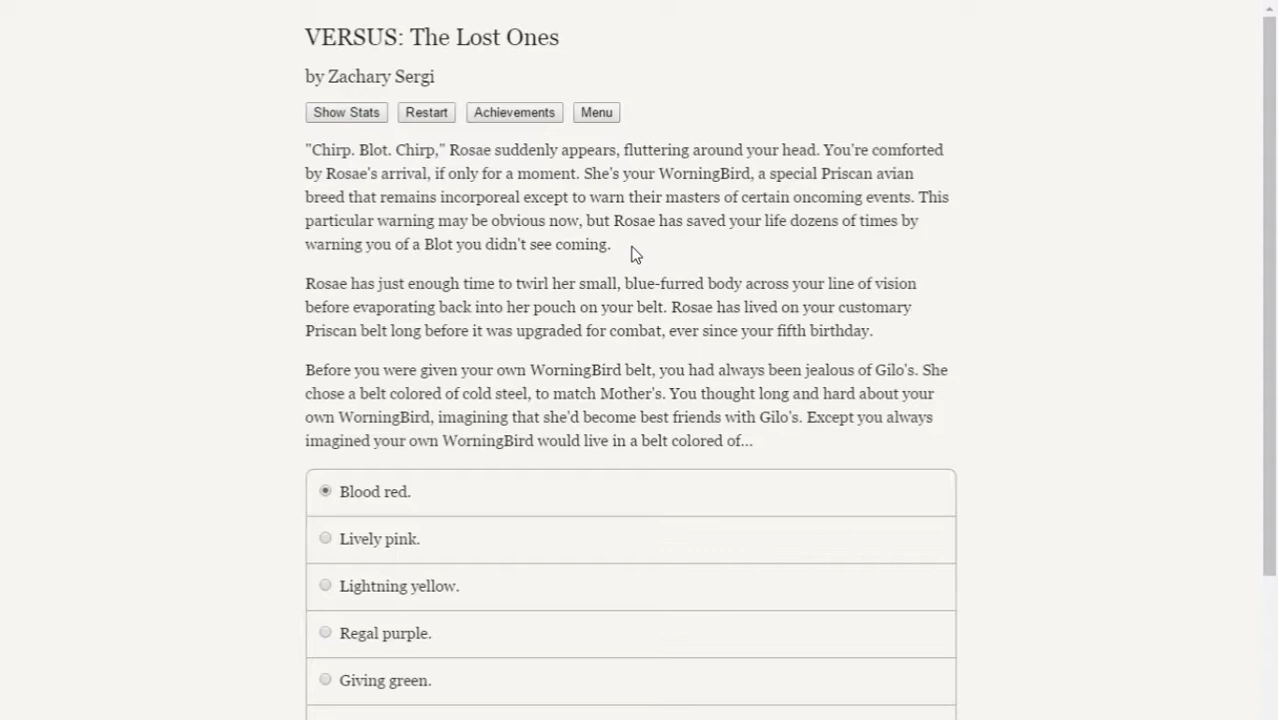 VERSUS: The Lost Ones
by Zachary Sergi
Show Stats Restart Achievements Menu
"Chirp. Blot. Chirp," Rosae suddenly appears, fluttering around your head. You're comforted
by Rosae's arrival, if only for a moment. She's your WorningBird, a special Priscan avian
breed that remains incorporeal except to warn their masters of certain oncoming events. This
particular warning may be obvious now, but Rosae has saved your life dozens of times by
warning you of a Blot you didn't see coming.
Rosae has just enough time to twirl her small, blue-furred body across your line of vision
before evaporating back into her pouch on your belt. Rosae has lived on your customary
Priscan belt long before it was upgraded for combat, ever since your fifth birthday.
Before you were given your own WorningBird belt, you had always been jealous of Gilo's. She
chose a belt colored of cold steel, to match Mother's. You thought long and hard about your
own WorningBird, imagining that she'd become best friends with Gilo's. Except you always
imagined your own WorningBird would live in a belt colored of...
Blood red.
Lively pink.
Lightning yellow.
Regal purple.
Giving green.